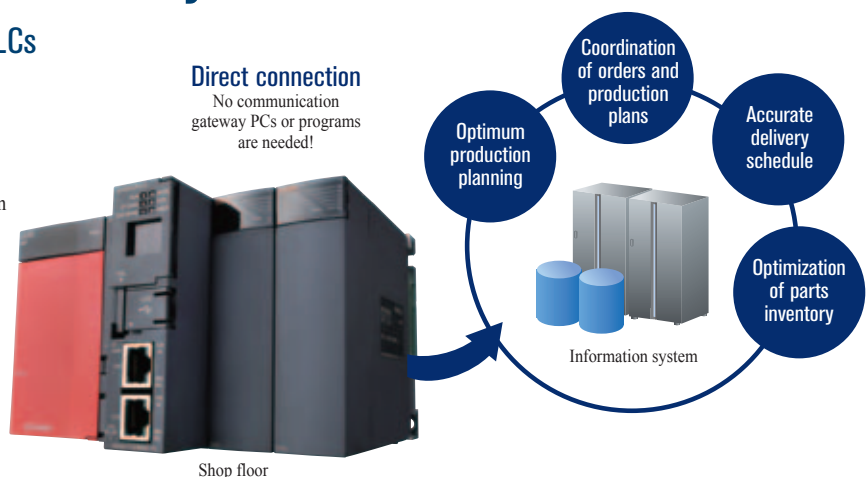 LCs
Direct connection
No communication
gateway PCs or programs
are needed!
Coordination
of orders and
production
plans
Optimum
production
planning
Accurate
delivery
schedule
Optimization
of parts
inventory
Information system
Shop floor